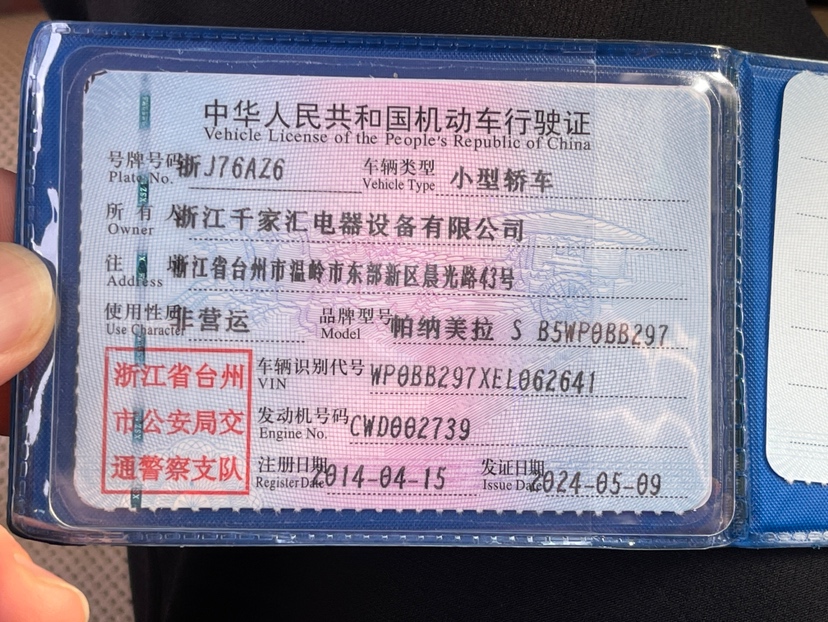 中华人民共和国机动车行驶证
Vehicle License of the People's Republic of China
号牌号码 浙J76AZ6 车辆类型 小型轿车
Plate No. Vehicle Type
所有人 浙江千家汇电器设备有限公司
Owner
住址 浙江省台州市温岭市东部新区晨光路43号
Address
使用性质 非营运 品牌型号 帕纳美拉 S B5WP0BB297
Use Character Model
浙江省台州
市公安局交
通警察支队
车辆识别代号 WP0BB297XEL062641
VIN
发动机号码 CWD002739
Engine No.
注册日期 2014-04-15 发证日期 2024-05-09
Register Date Issue Date